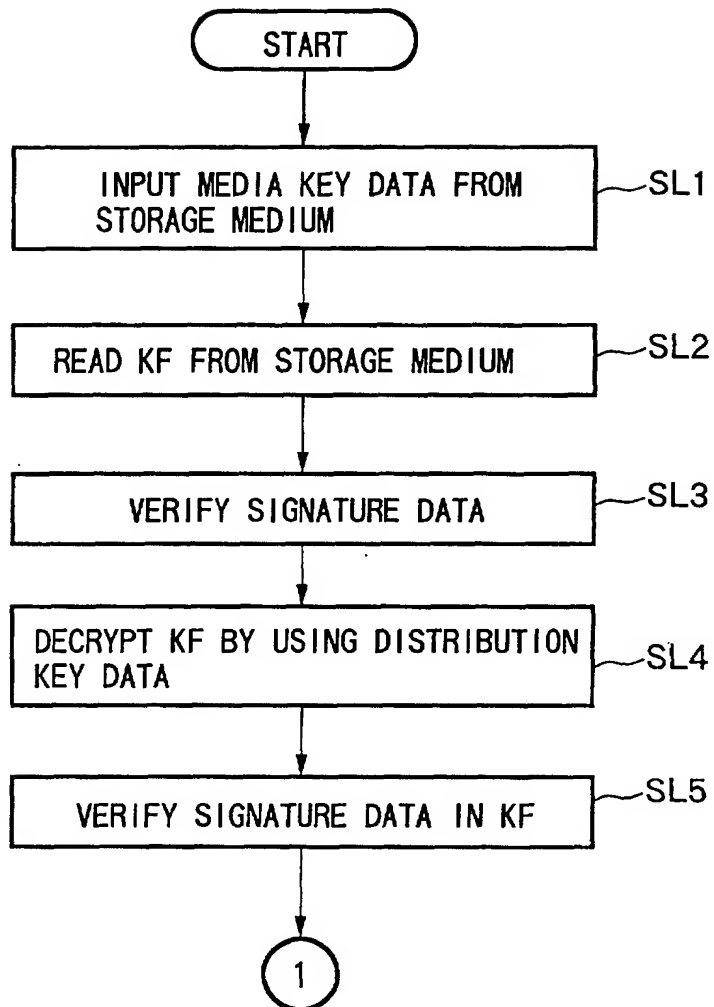 START
INPUT MEDIA KEY DATA FROM
STORAGE MEDIUM
SL1
READ KF FROM STORAGE MEDIUM
SL2
VERIFY SIGNATURE DATA
SL3
DECRYPT KF BY USING DISTRIBUTION
KEY DATA
SL4
VERIFY SIGNATURE DATA IN KF
SL5
1